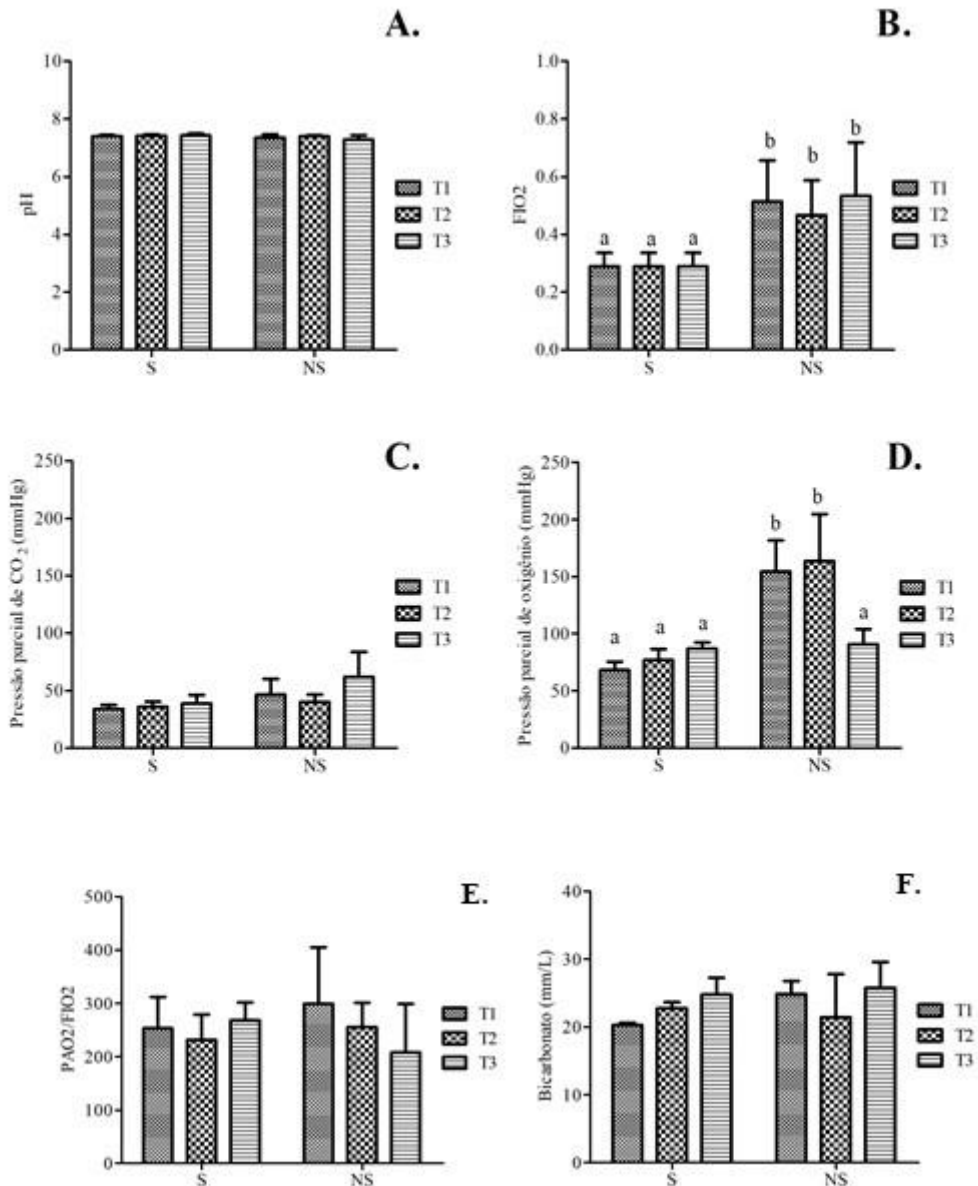 A.
10
8
6
4
2
0
pH
S
NS
T1
T2
T3
B.
1.0
0.8
0.6
0.4
0.2
0.0
FIO2
a a a
b b b
S
NS
T1
T2
T3
C.
250
200
150
100
50
0
Pressão parcial de CO2 (mmHg)
S
NS
T1
T2
T3
D.
250
200
150
100
50
0
Pressão parcial de oxigênio (mmHg)
a a a
b b a
S
NS
T1
T2
T3
E.
500
400
300
200
100
0
PAO2/FIO2
S
NS
T1
T2
T3
F.
40
30
20
10
0
Bicarbonato (mm/L)
S
NS
T1
T2
T3